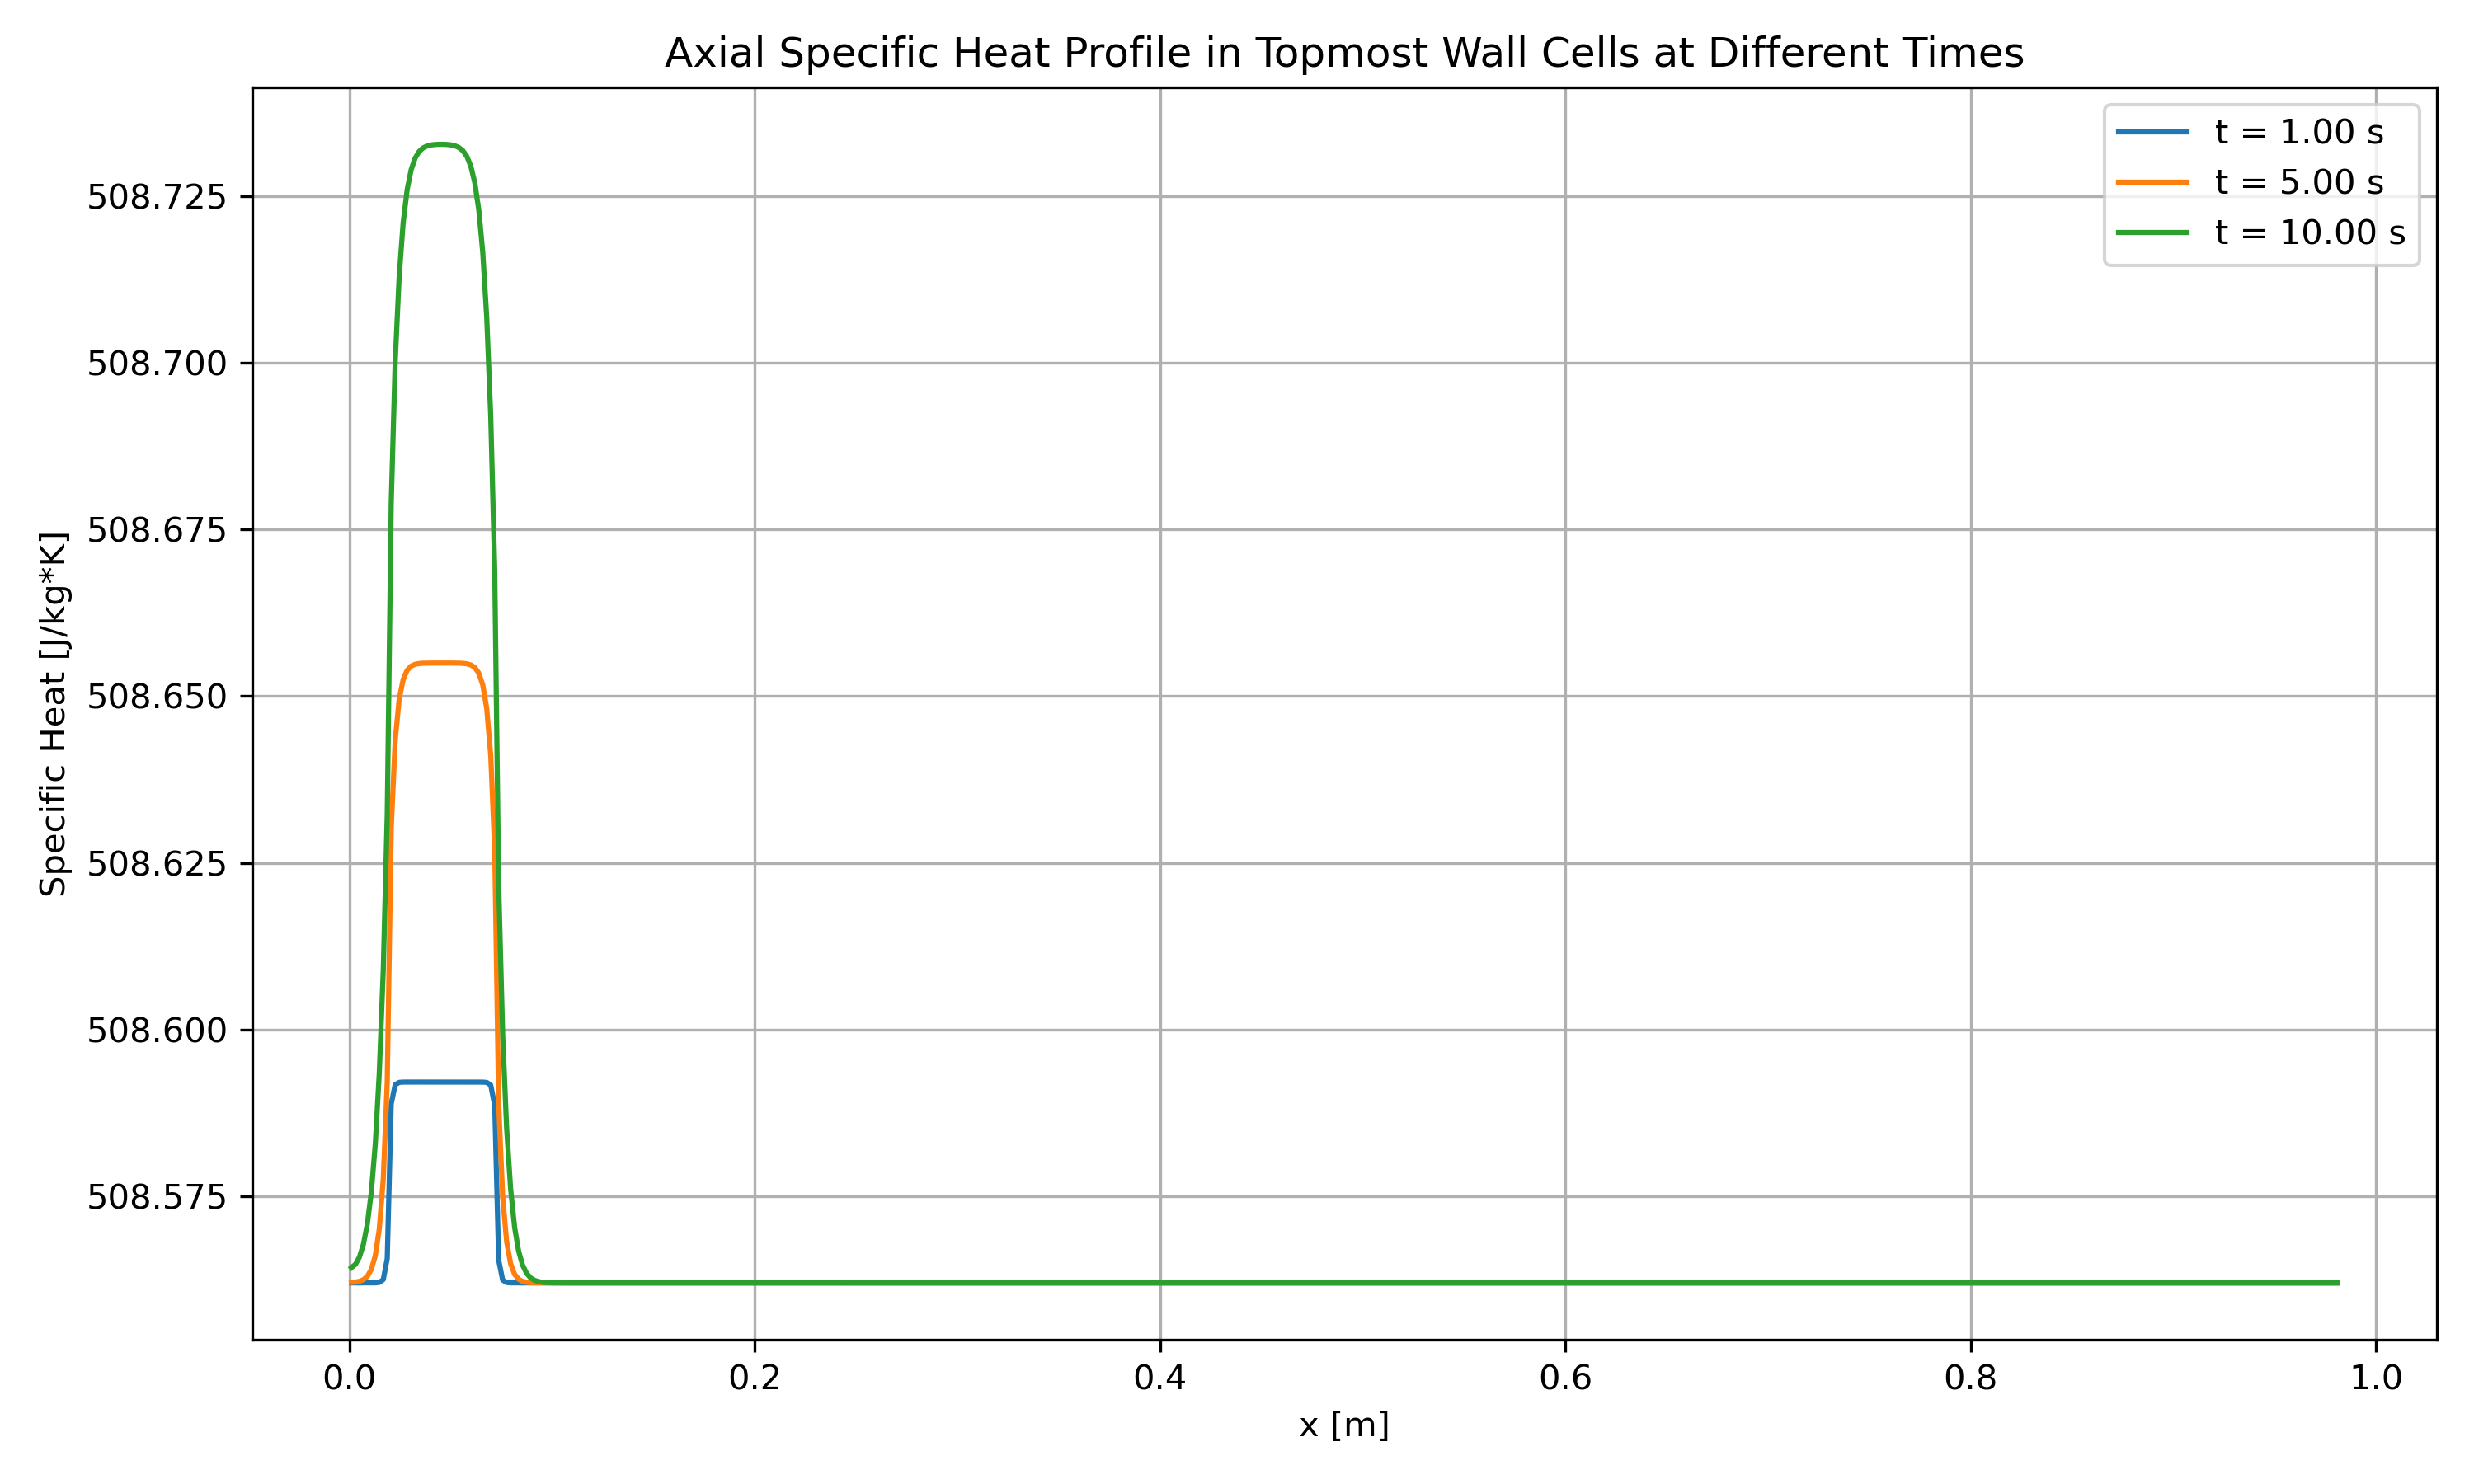 Axial Specific Heat Profile in Topmost Wall Cells at Different Times
t = 1.00 s
t = 5.00 s
t = 10.00 s
Specific Heat [J/kg*K]
508.725
508.700
508.675
508.650
508.625
508.600
508.575
0.0 0.2 0.4 0.6 0.8 1.0
x [m]